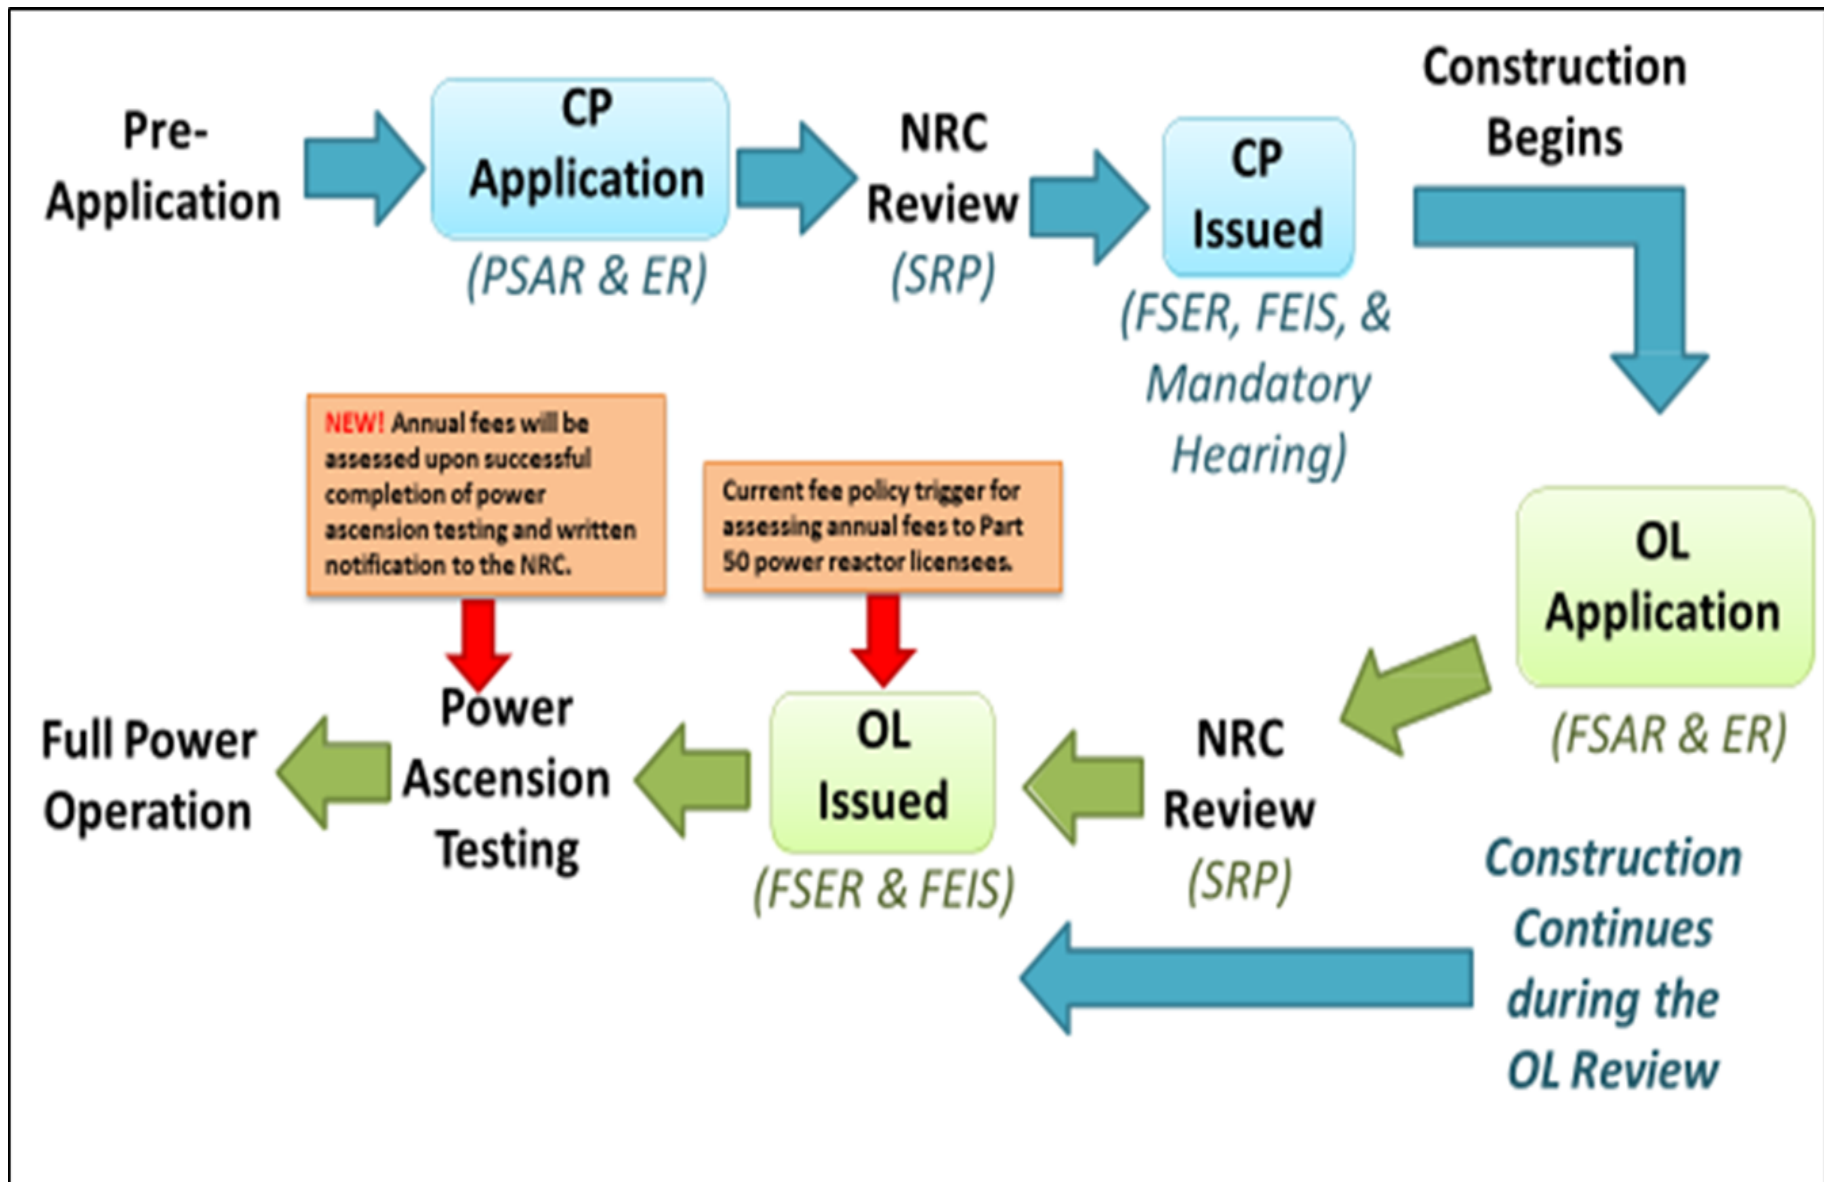 Pre-
Application
CP
Application
(PSAR & ER)
NRC
Review
(SRP)
CP
Issued
(FSER, FEIS, &
Mandatory
Hearing)
Construction
Begins
OL
Application
(FSAR & ER)
NRC
Review
(SRP)
Construction
Continues
during the
OL Review
Current fee policy trigger for
assessing annual fees to Part
50 power reactor licensees.
OL
Issued
(FSER & FEIS)
NEW! Annual fees will be
assessed upon successful
completion of power
ascension testing and written
notification to the NRC.
Power
Ascension
Testing
Full Power
Operation